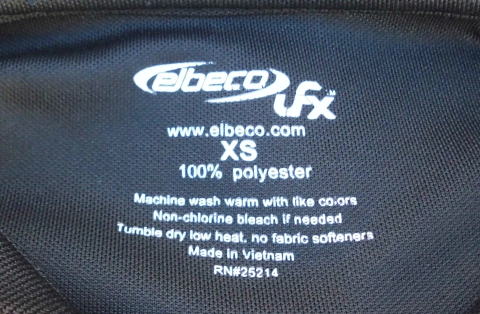 elbeco ufx™
www.elbeco.com
XS
100% polyester
Machine wash warm with like colors
Non-chlorine bleach if needed
Tumble dry low heat, no fabric softeners
Made in Vietnam
RN#25214